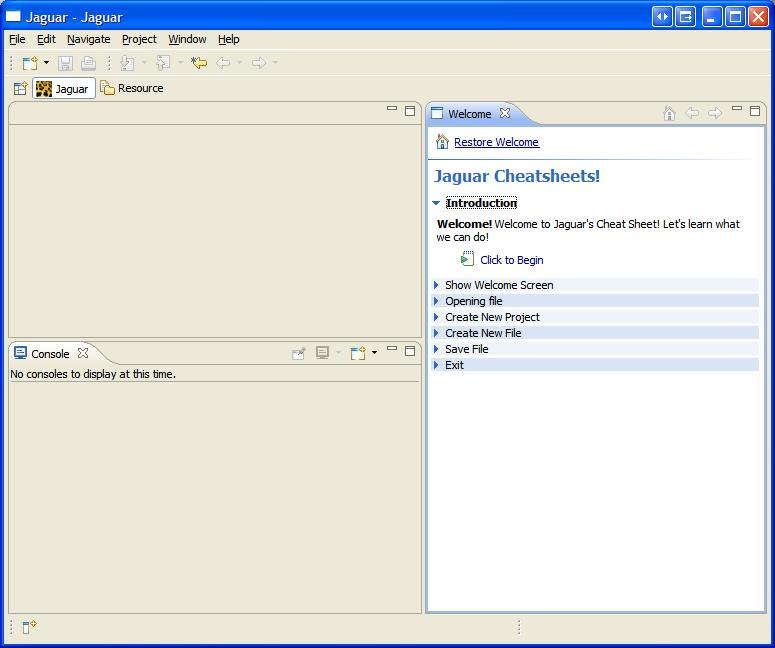 Jaguar - Jaguar
File Edit Navigate Project Window Help
Jaguar Resource
Welcome
Restore Welcome
Jaguar Cheatsheets!
Introduction
Welcome! Welcome to Jaguar's Cheat Sheet! Let's learn what
we can do!
Click to Begin
Show Welcome Screen
Opening file
Create New Project
Create New File
Save File
Exit
Console
No consoles to display at this time.